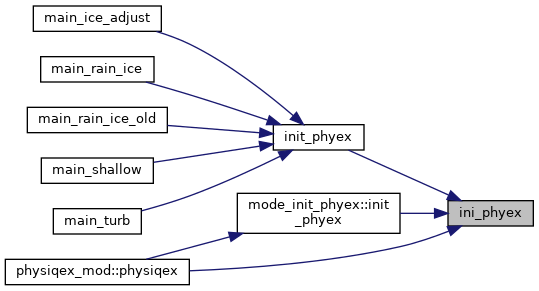 main_ice_adjust
main_rain_ice
main_rain_ice_old
main_shallow
main_turb
physiqex_mod::physiqex
init_phyex
mode_init_phyex::init
_phyex
ini_phyex